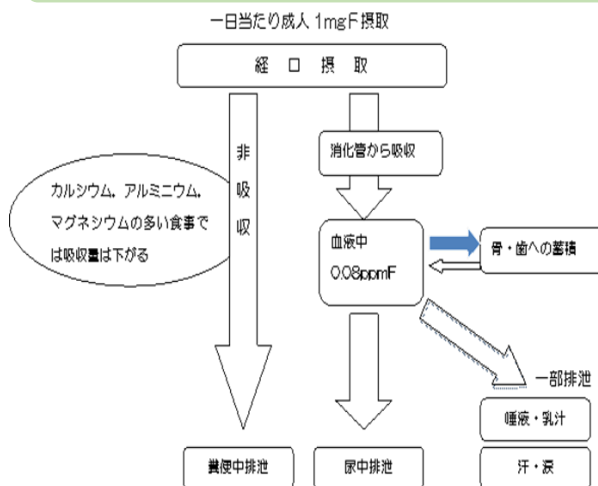 一日当たり成人1mgF摂取
経口摂取
非吸収
消化管から吸収
カルシウム，アルミニウム，
マグネシウムの多い食事で
は吸収量は下がる
血液中
0.08ppmF
骨・歯への蓄積
一部排泄
唾液・乳汁
糞便中排泄
尿中排泄
汗・涙